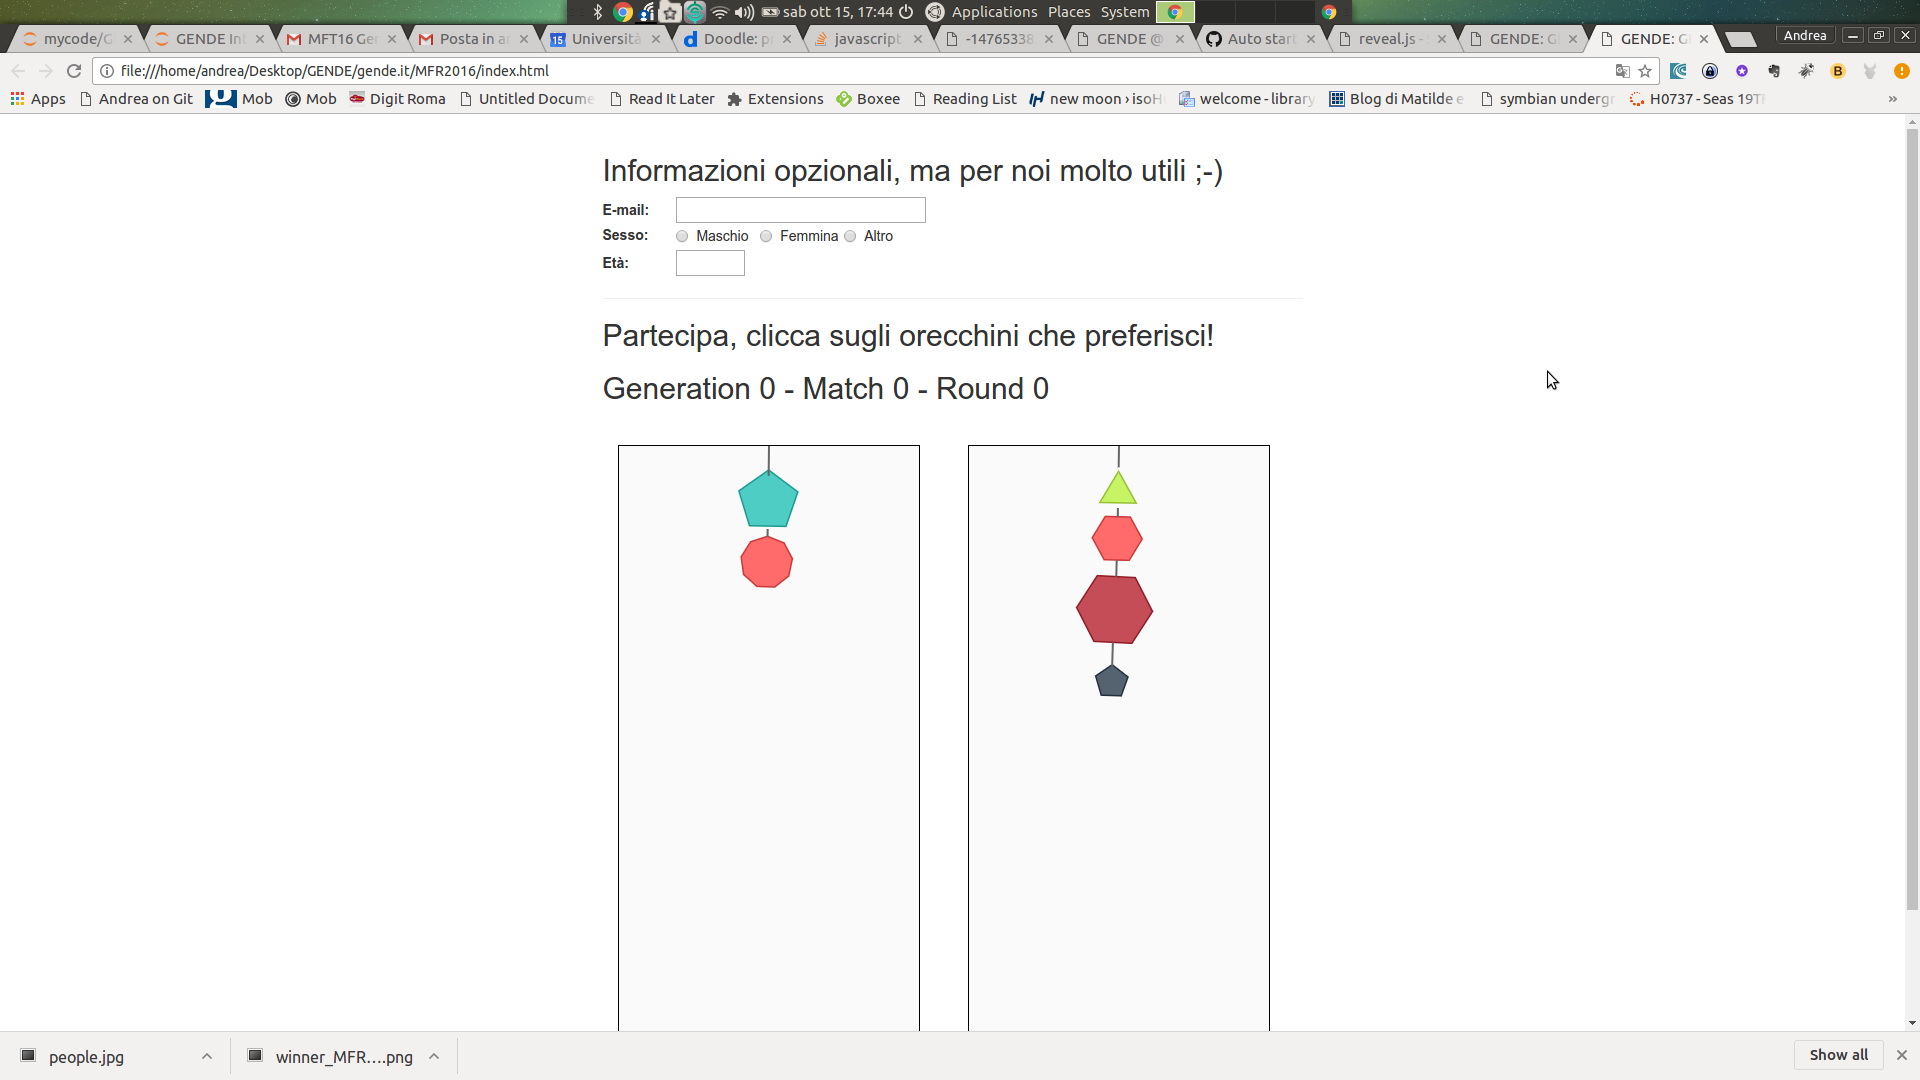 sab ott 15, 17:44 Applications Places System
mycode/G GENDE Int MFT16 Ge Posta in a Università Doodle: p javascript -14765338 GENDE @ Auto start reveal.js - GENDE: G GENDE: G Andrea
file:///home/andrea/Desktop/GENDE/gende.it/MFR2016/index.html
Apps Andrea on Git Mob Mob Digit Roma Untitled Docume Read It Later Extensions Boxee Reading List new moon › isoH welcome - library Blog di Matilde e symbian undergr H0737 - Seas 19T »
Informazioni opzionali, ma per noi molto utili ;-)
E-mail:
Sesso: Maschio Femmina Altro
Età:
Partecipa, clicca sugli orecchini che preferisci!
Generation 0 - Match 0 - Round 0
people.jpg winner_MFR....png Show all